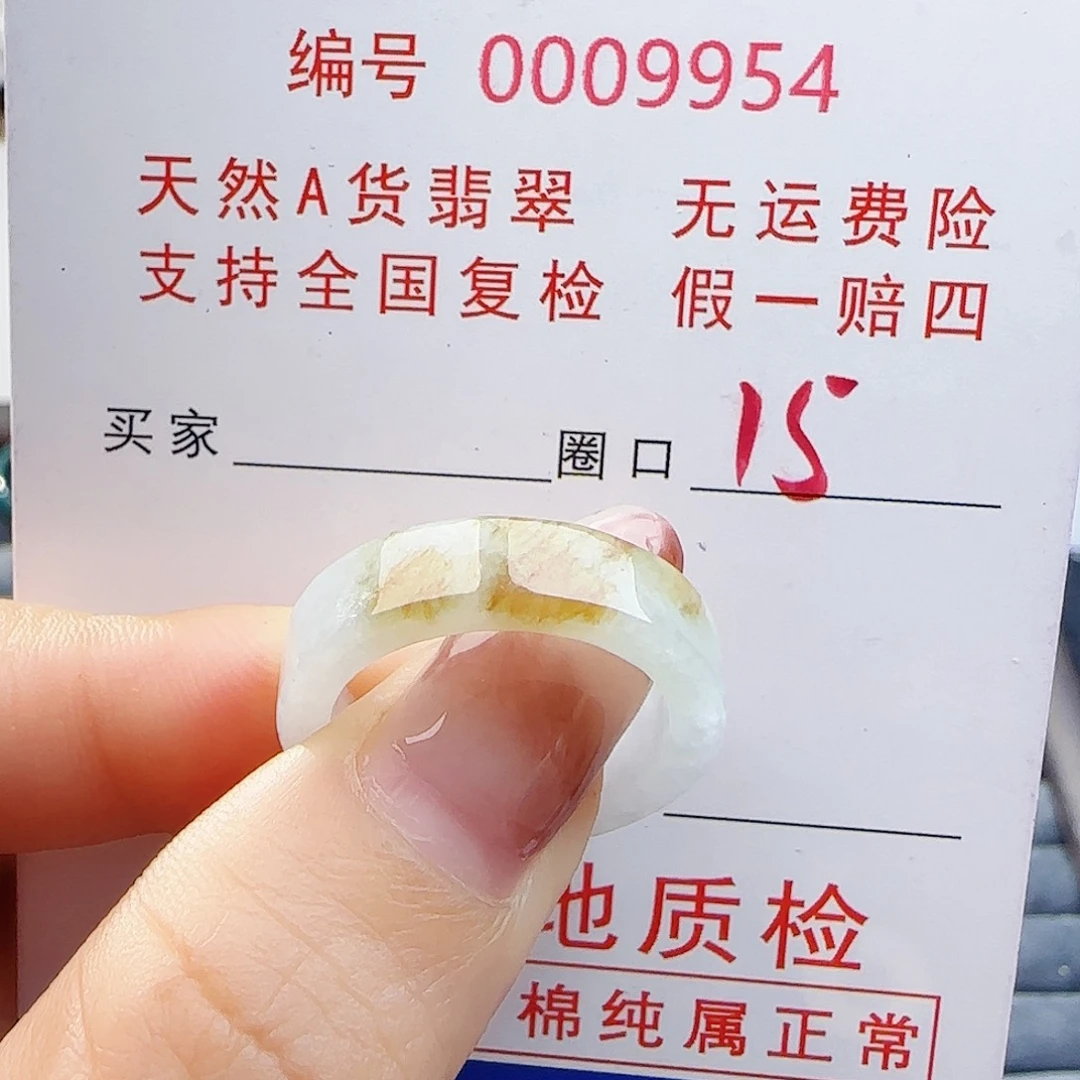 编号 0009954
天然A货翡翠 无运费险
支持全国复检 假一赔四
买家 圈口 15
地质检
棉纯属正常